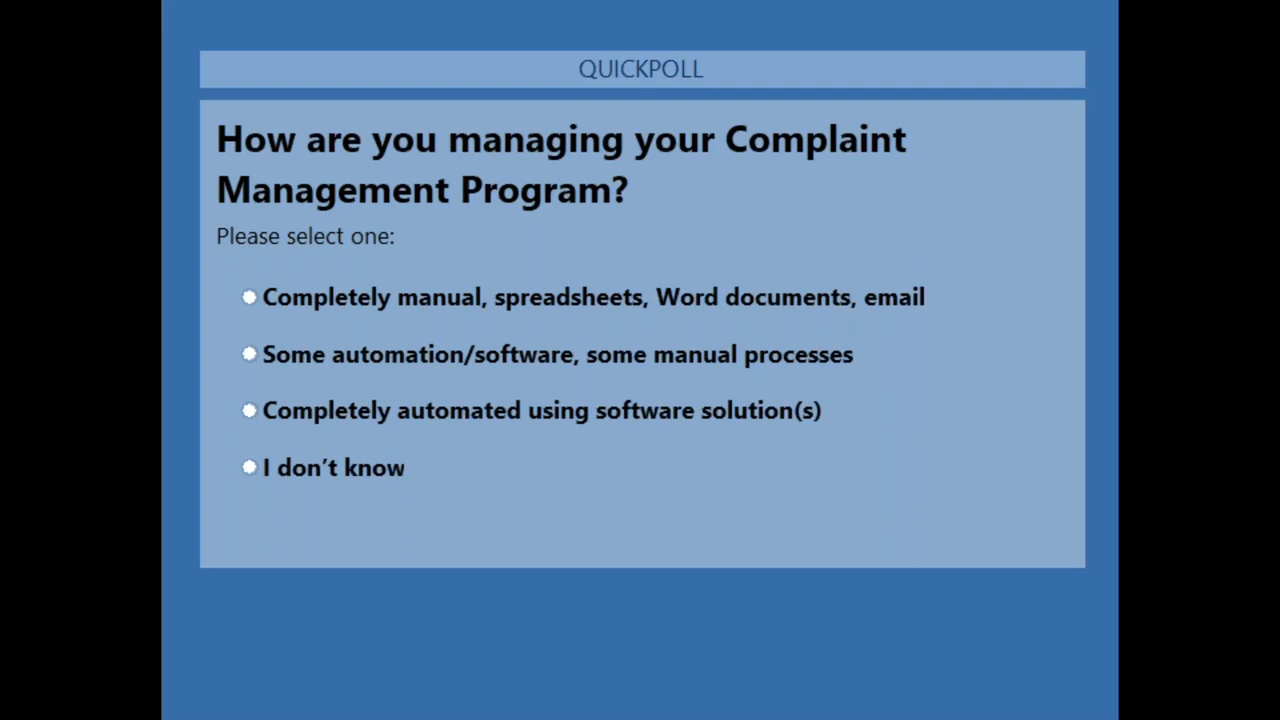 QUICKPOLL
How are you managing your Complaint
Management Program?
Please select one:
Completely manual, spreadsheets, Word documents, email
Some automation/software, some manual processes
Completely automated using software solution(s)
I don’t know